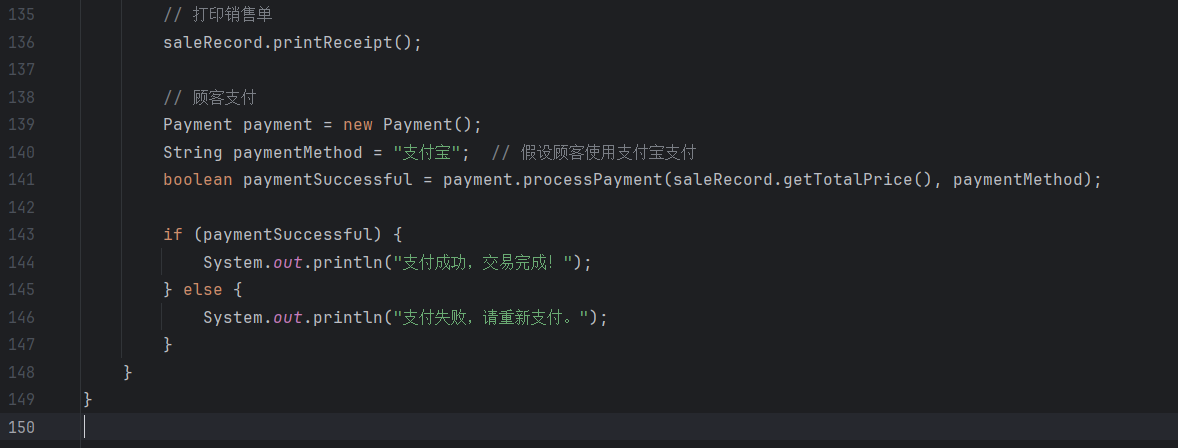 135 // 打印销售单
136 saleRecord.printReceipt();
137
138 // 顾客支付
139 Payment payment = new Payment();
140 String paymentMethod = "支付宝";  // 假设顾客使用支付宝支付
141 boolean paymentSuccessful = payment.processPayment(saleRecord.getTotalPrice(), paymentMethod);
142
143 if (paymentSuccessful) {
144 System.out.println("支付成功，交易完成！");
145 } else {
146 System.out.println("支付失败，请重新支付。");
147 }
148 }
149 }
150